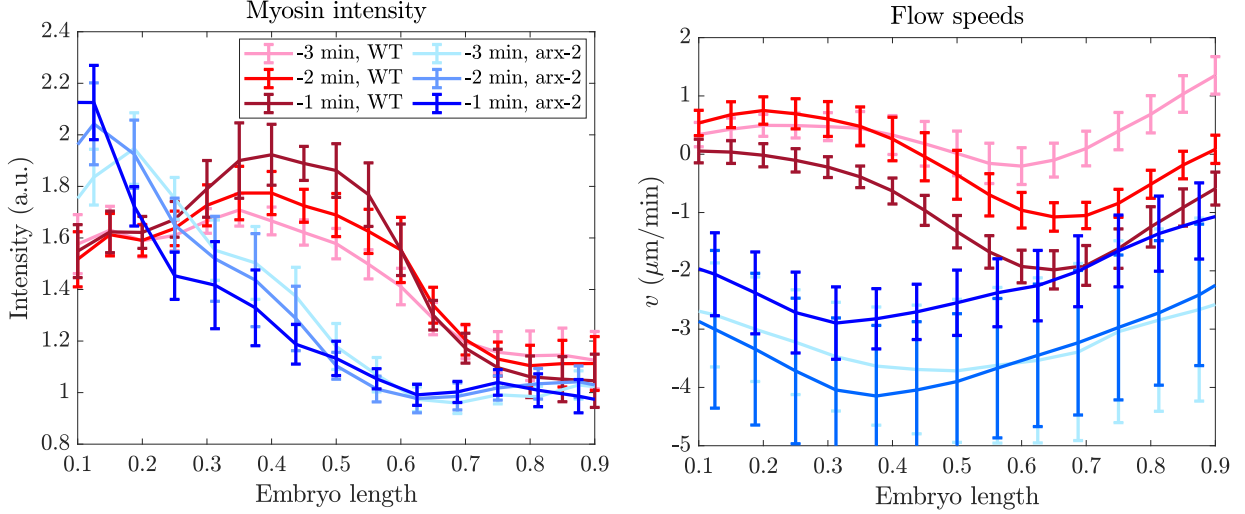 Myosin intensity
2.4
2.2
2
1.8
1.6
1.4
1.2
1
0.8
Intensity (a.u.)
-3 min, WT
-2 min, WT
-1 min, WT
-3 min, arx-2
-2 min, arx-2
-1 min, arx-2
0.1 0.2 0.3 0.4 0.5 0.6 0.7 0.8 0.9
Embryo length
Flow speeds
2
1
0
-1
-2
-3
-4
-5
v (μm/min)
0.1 0.2 0.3 0.4 0.5 0.6 0.7 0.8 0.9
Embryo length